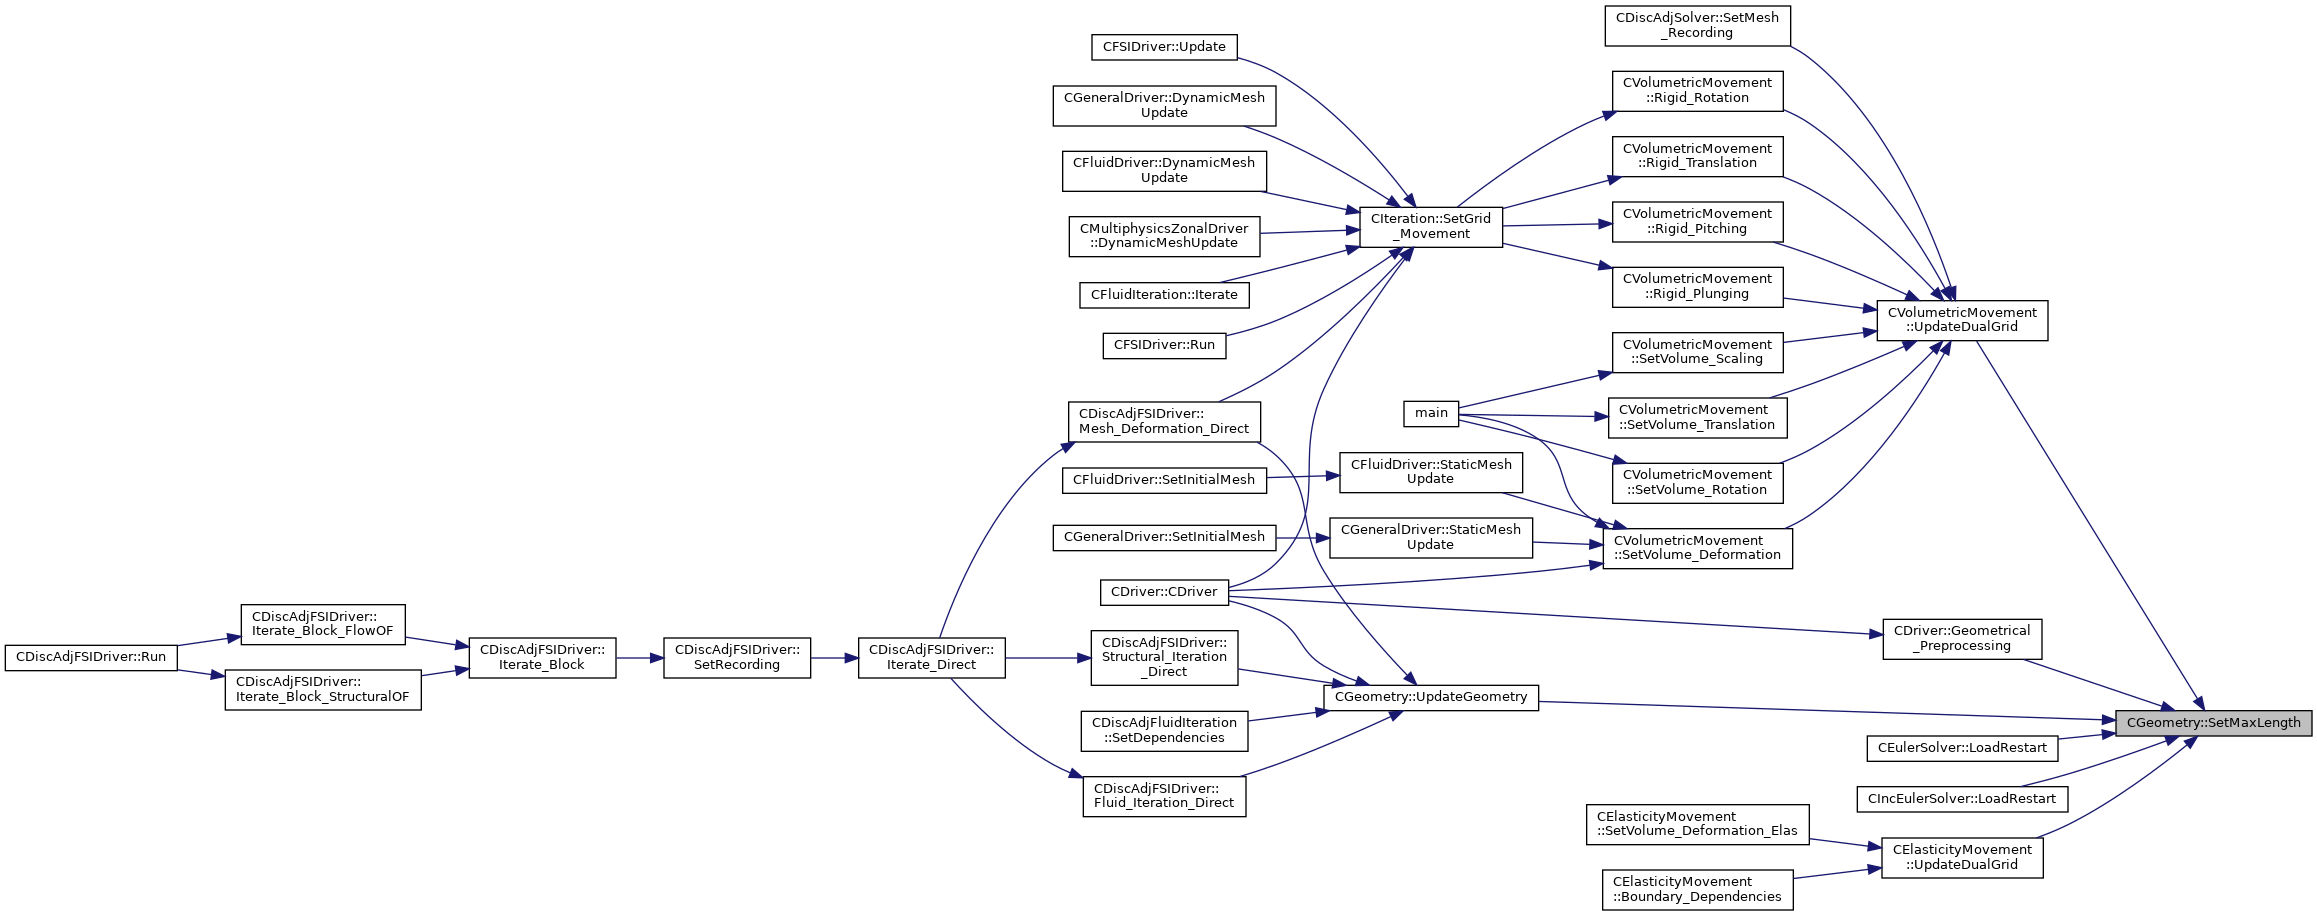 CDiscAdjSolver::SetMesh
_Recording
CFSIDriver::Update
CVolumetricMovement
::Rigid_Rotation
CGeneralDriver::DynamicMesh
Update
CVolumetricMovement
::Rigid_Translation
CFluidDriver::DynamicMesh
Update
CIteration::SetGrid
_Movement
CVolumetricMovement
::Rigid_Pitching
CMultiphysicsZonalDriver
::DynamicMeshUpdate
CVolumetricMovement
::Rigid_Plunging
CFluidIteration::Iterate
CVolumetricMovement
::UpdateDualGrid
CFSIDriver::Run
CVolumetricMovement
::SetVolume_Scaling
CDiscAdjFSIDriver::
Mesh_Deformation_Direct
main
CVolumetricMovement
::SetVolume_Translation
CFluidDriver::SetInitialMesh
CFluidDriver::StaticMesh
Update
CVolumetricMovement
::SetVolume_Rotation
CGeneralDriver::SetInitialMesh
CGeneralDriver::StaticMesh
Update
CVolumetricMovement
::SetVolume_Deformation
CDriver::CDriver
CDiscAdjFSIDriver::Run
CDiscAdjFSIDriver::
Iterate_Block_FlowOF
CDiscAdjFSIDriver::
Iterate_Block_StructuralOF
CDiscAdjFSIDriver::
Iterate_Block
CDiscAdjFSIDriver::
SetRecording
CDiscAdjFSIDriver::
Iterate_Direct
CDiscAdjFSIDriver::
Structural_Iteration
_Direct
CDriver::Geometrical
_Preprocessing
CGeometry::UpdateGeometry
CDiscAdjFluidIteration
::SetDependencies
CGeometry::SetMaxLength
CEulerSolver::LoadRestart
CDiscAdjFSIDriver::
Fluid_Iteration_Direct
CIncEulerSolver::LoadRestart
CElasticityMovement
::SetVolume_Deformation_Elas
CElasticityMovement
::UpdateDualGrid
CElasticityMovement
::Boundary_Dependencies